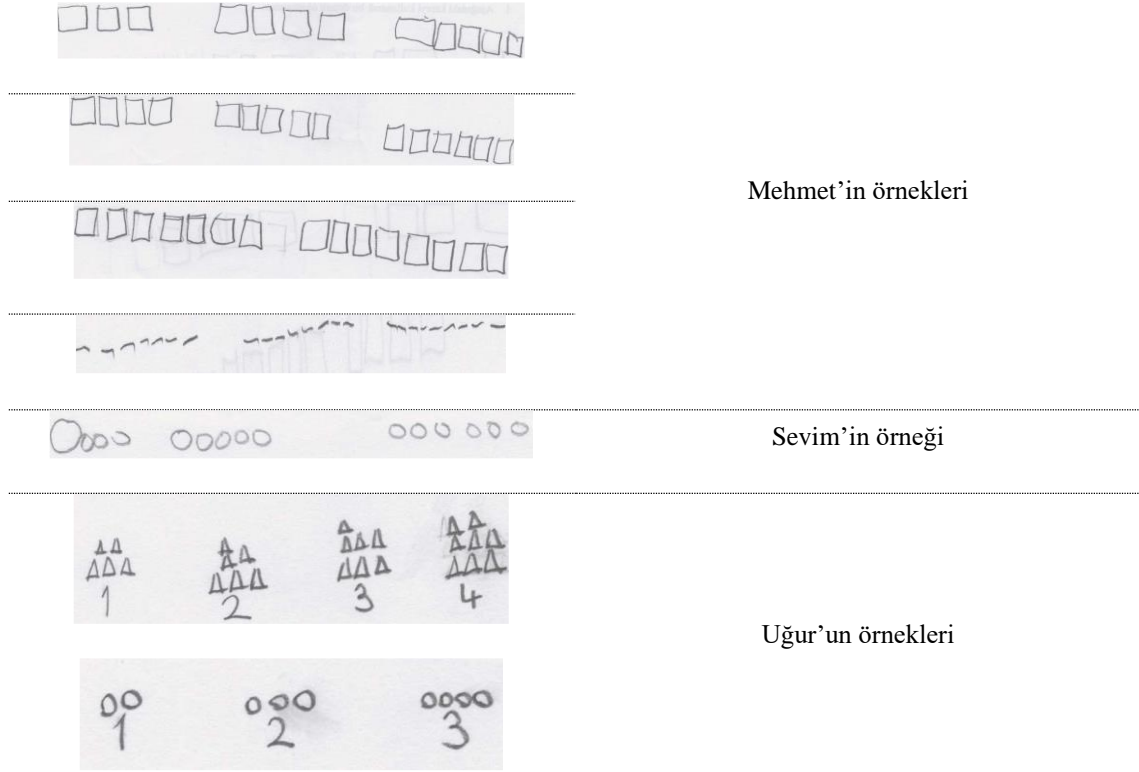 Mehmet’in örnekleri
Sevim’in örneği
1 2 3 4
Uğur’un örnekleri
1 2 3